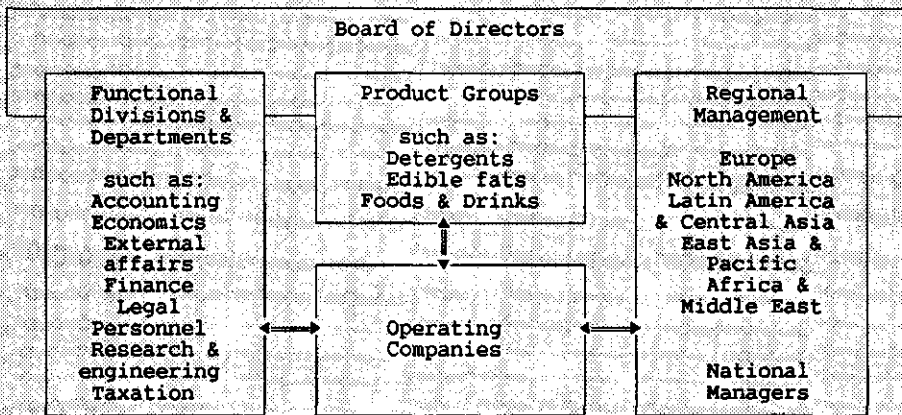 Board of Directors
Functional
Divisions &
Departments
such as:
Accounting
Economics
External
affairs
Finance
Legal
Personnel
Research &
engineering
Taxation
Product Groups
such as:
Detergents
Edible fats
Foods & Drinks
Operating
Companies
Regional
Management
Europe
North America
Latin America
& Central Asia
East Asia &
Pacific
Africa &
Middle East
National
Managers